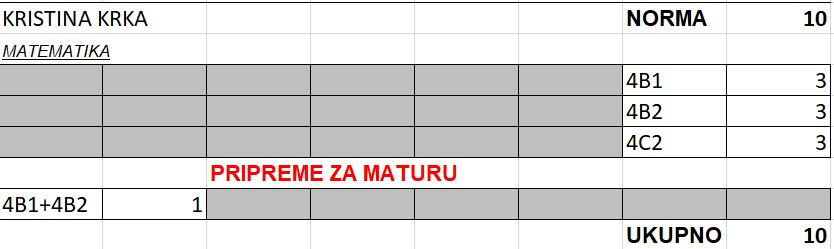 KRISTINA KRKA NORMA 10
MATEMATIKA
4B1 3
4B2 3
4C2 3
PRIPREME ZA MATURU
4B1+4B2 1
UKUPNO 10